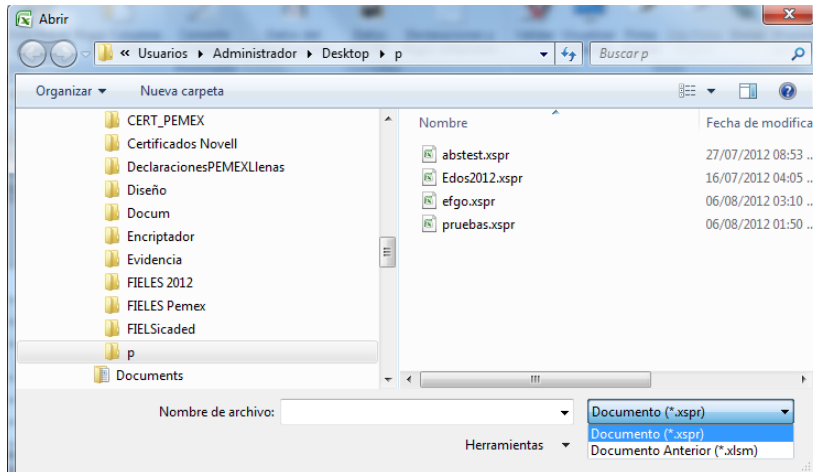 Abrir
« Usuarios ▸ Administrador ▸ Desktop ▸ p
Buscar p
Organizar ▾ Nueva carpeta
CERT_PEMEX
Certificados Novell
DeclaracionesPEMEXLlenas
Diseño
Docum
Encriptador
Evidencia
FIELES 2012
FIELES Pemex
FIELSicaded
p
Documents
Nombre Fecha de modifica
abstest.xspr 27/07/2012 08:53 ..
Edos2012.xspr 16/07/2012 04:05 ..
efgo.xspr 06/08/2012 03:10 ..
pruebas.xspr 06/08/2012 01:50 ..
Nombre de archivo: Documento (*.xspr)
Documento (*.xspr)
Documento Anterior (*.xlsm)
Herramientas ▾